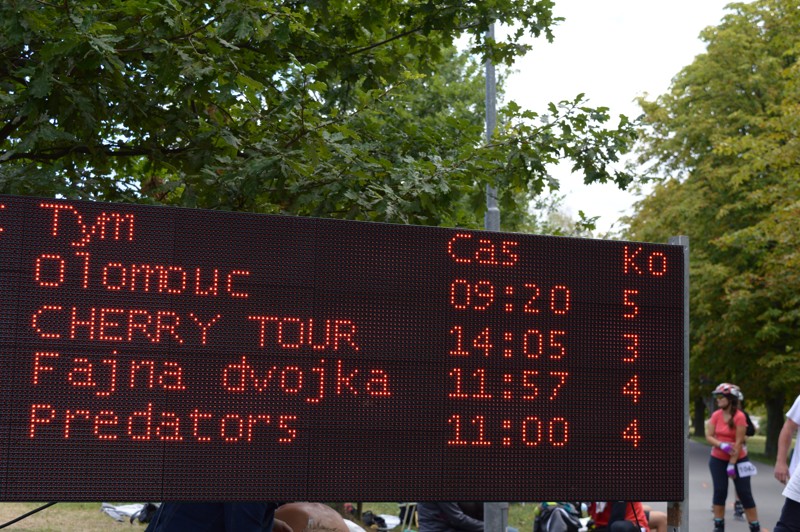 Tym Cas Ko
Olomouc 09:20 5
CHERRY TOUR 14:05 3
Fajna dvojka 11:57 4
Predators 11:00 4